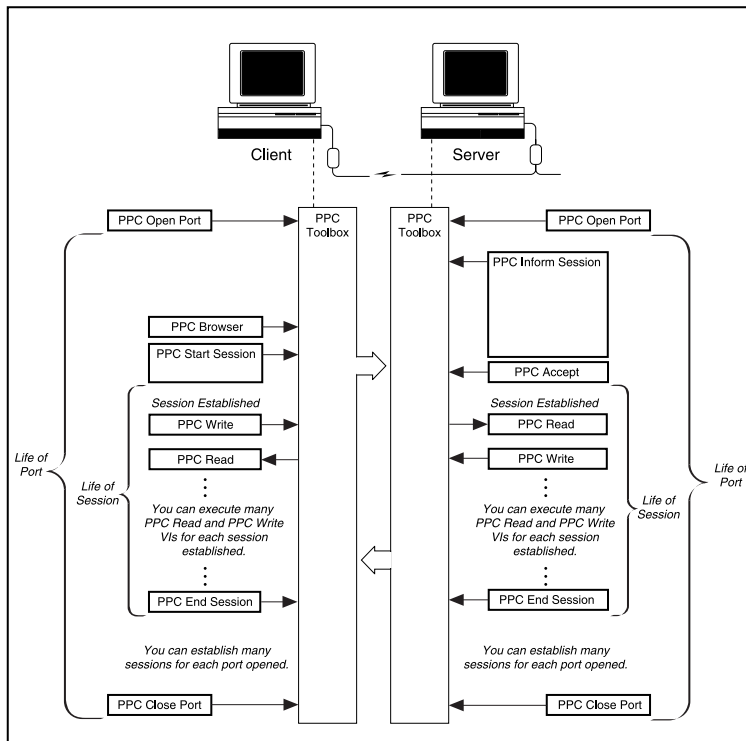 Client
Server
PPC Open Port
PPC
Toolbox
PPC
Toolbox
PPC Open Port
PPC Inform Session
PPC Browser
PPC Start Session
PPC Accept
Session Established
Session Established
PPC Write
PPC Read
PPC Read
PPC Write
Life of
Port
Life of
Session
You can execute many
PPC Read and PPC Write
VIs for each session
established.
You can execute many
PPC Read and PPC Write
VIs for each session
established.
Life of
Session
Life of
Port
PPC End Session
PPC End Session
You can establish many
sessions for each port opened.
You can establish many
sessions for each port opened.
PPC Close Port
PPC Close Port